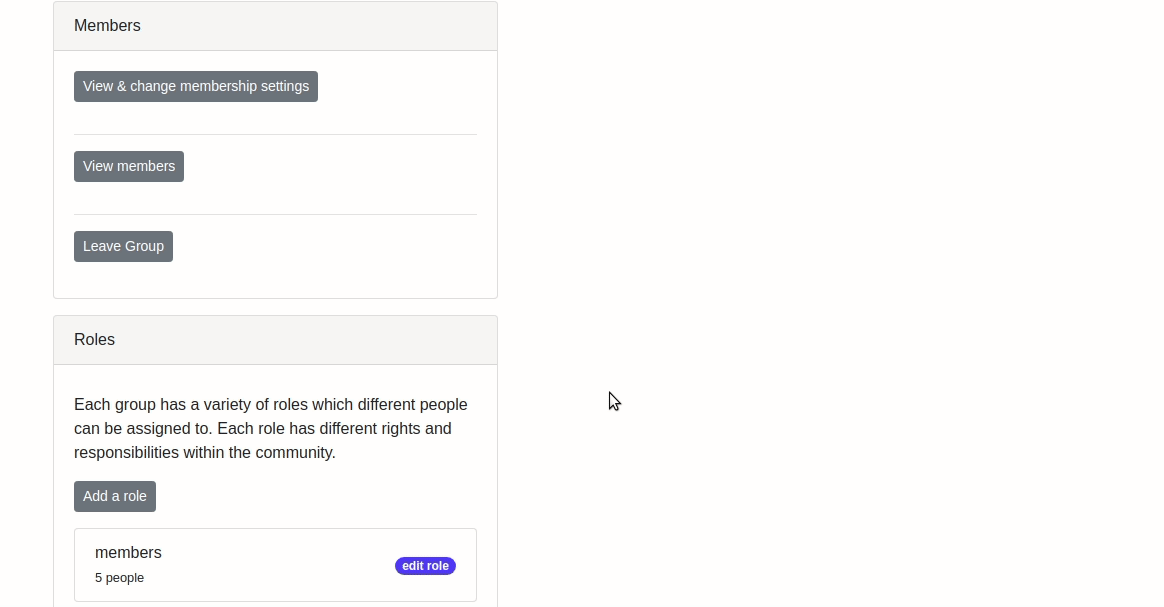 Members
View & change membership settings
View members
Leave Group
Roles
Each group has a variety of roles which different people
can be assigned to. Each role has different rights and
responsibilities within the community.
Add a role
members
edit role
5 people